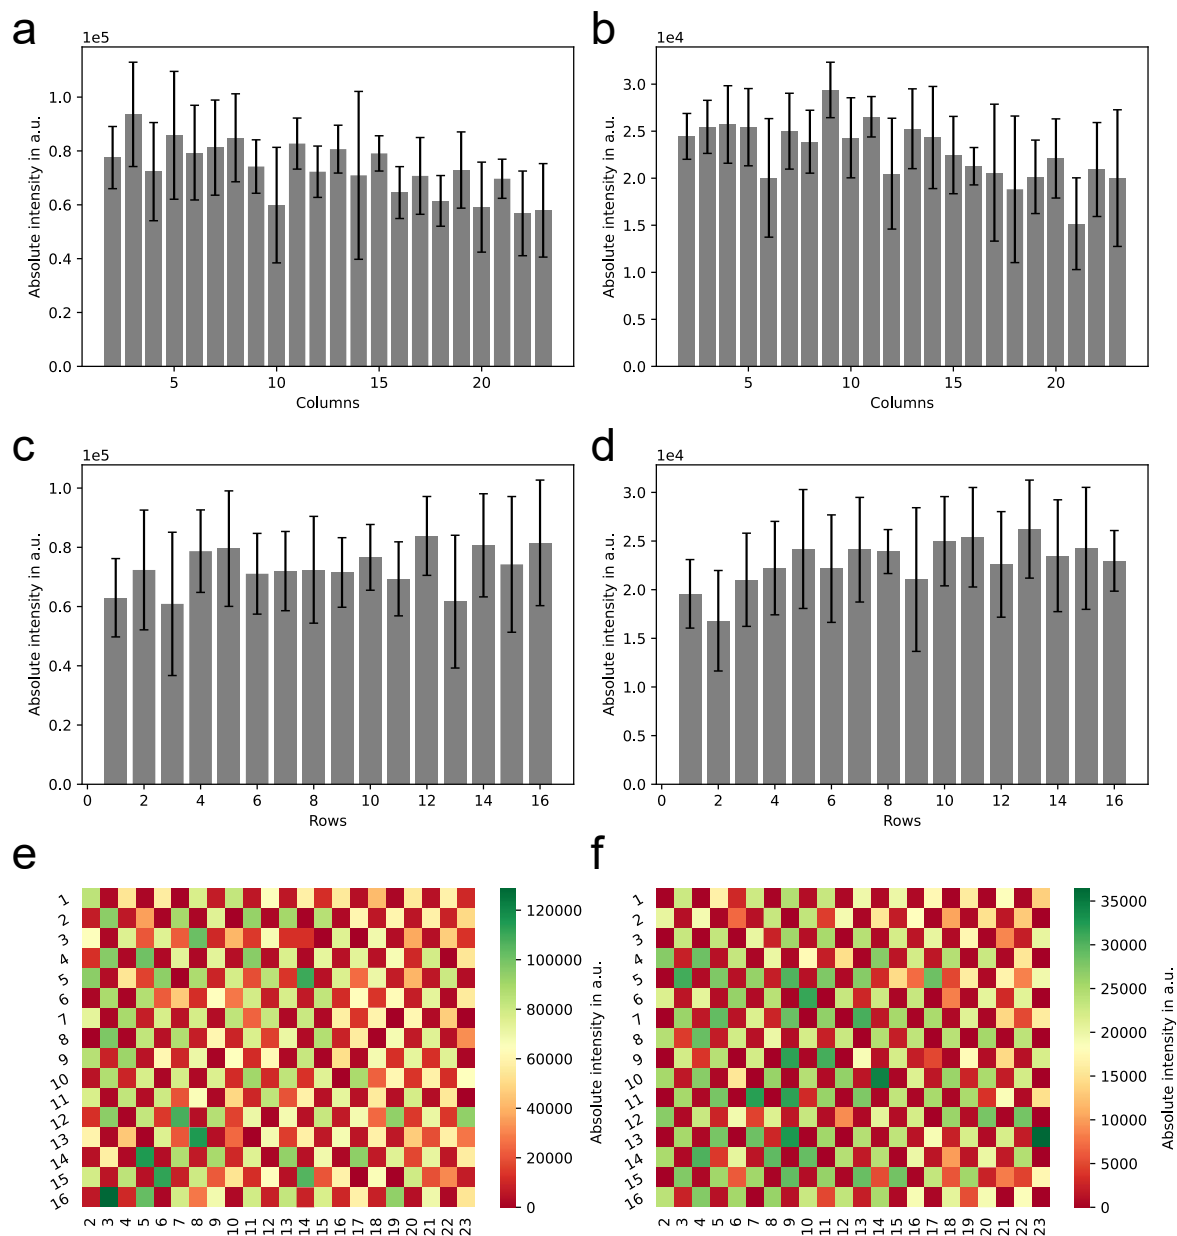 a
1e5
Absolute intensity in a.u.
1.0
0.8
0.6
0.4
0.2
0.0
5 10 15 20
Columns
b
1e4
Absolute intensity in a.u.
3.0
2.5
2.0
1.5
1.0
0.5
0.0
5 10 15 20
Columns
c
1e5
Absolute intensity in a.u.
1.0
0.8
0.6
0.4
0.2
0.0
0 2 4 6 8 10 12 14 16
Rows
d
1e4
Absolute intensity in a.u.
3.0
2.5
2.0
1.5
1.0
0.5
0.0
0 2 4 6 8 10 12 14 16
Rows
e
1
2
3
4
5
6
7
8
9
10
11
12
13
14
15
16
2 3 4 5 6 7 8 9 10 11 12 13 14 15 16 17 18 19 20 21 22 23
120000
100000
80000
60000
40000
20000
0
Absolute intensity in a.u.
f
1
2
3
4
5
6
7
8
9
10
11
12
13
14
15
16
2 3 4 5 6 7 8 9 10 11 12 13 14 15 16 17 18 19 20 21 22 23
35000
30000
25000
20000
15000
10000
5000
0
Absolute intensity in a.u.